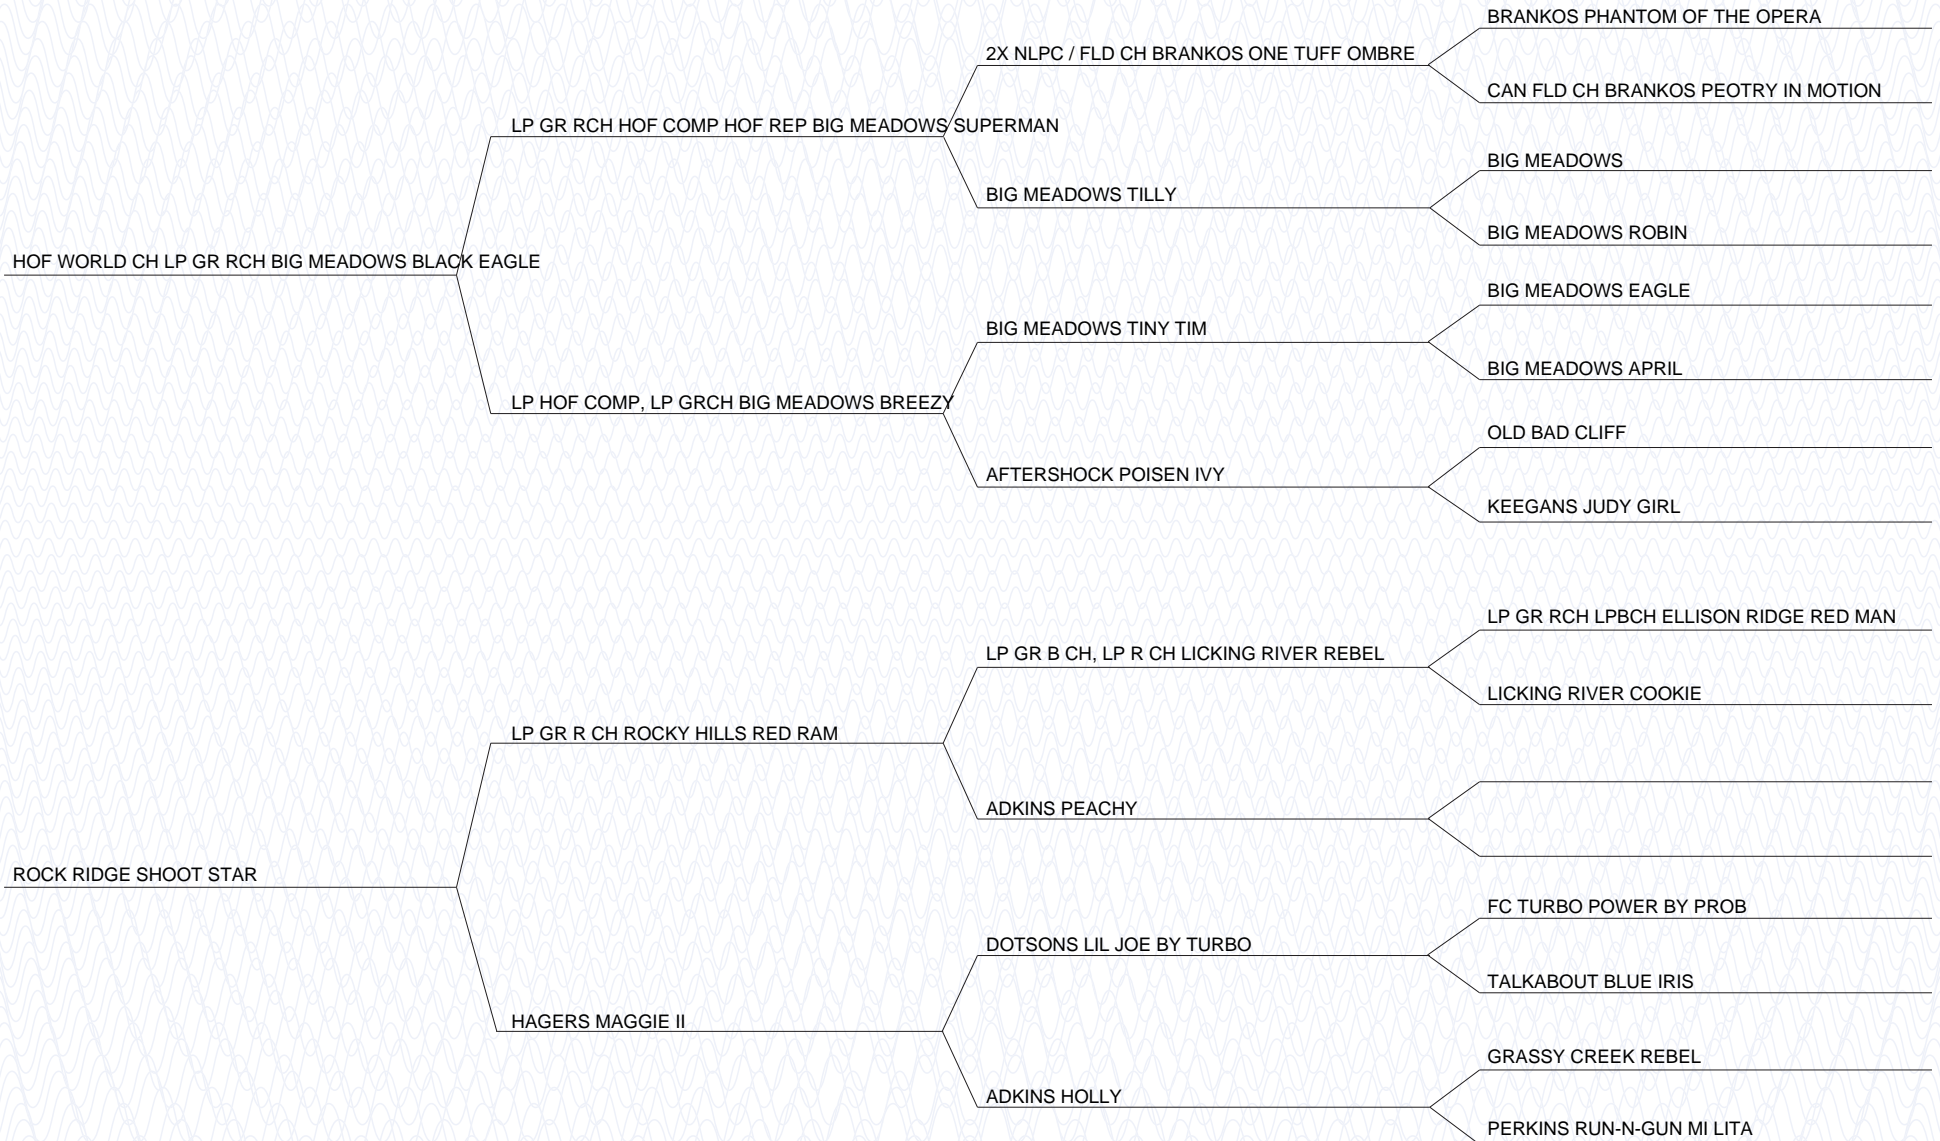 BRANKOS PHANTOM OF THE OPERA
2X NLPC / FLD CH BRANKOS ONE TUFF OMBRE
CAN FLD CH BRANKOS PEOTRY IN MOTION
LP GR RCH HOF COMP HOF REP BIG MEADOWS SUPERMAN
BIG MEADOWS
BIG MEADOWS TILLY
BIG MEADOWS ROBIN
HOF WORLD CH LP GR RCH BIG MEADOWS BLACK EAGLE
BIG MEADOWS EAGLE
BIG MEADOWS TINY TIM
BIG MEADOWS APRIL
LP HOF COMP, LP GRCH BIG MEADOWS BREEZY
OLD BAD CLIFF
AFTERSHOCK POISEN IVY
KEEGANS JUDY GIRL
LP GR RCH LPBCH ELLISON RIDGE RED MAN
LP GR B CH, LP R CH LICKING RIVER REBEL
LICKING RIVER COOKIE
LP GR R CH ROCKY HILLS RED RAM
ADKINS PEACHY
ROCK RIDGE SHOOT STAR
FC TURBO POWER BY PROB
DOTSONS LIL JOE BY TURBO
TALKABOUT BLUE IRIS
HAGERS MAGGIE II
GRASSY CREEK REBEL
ADKINS HOLLY
PERKINS RUN-N-GUN MI LITA